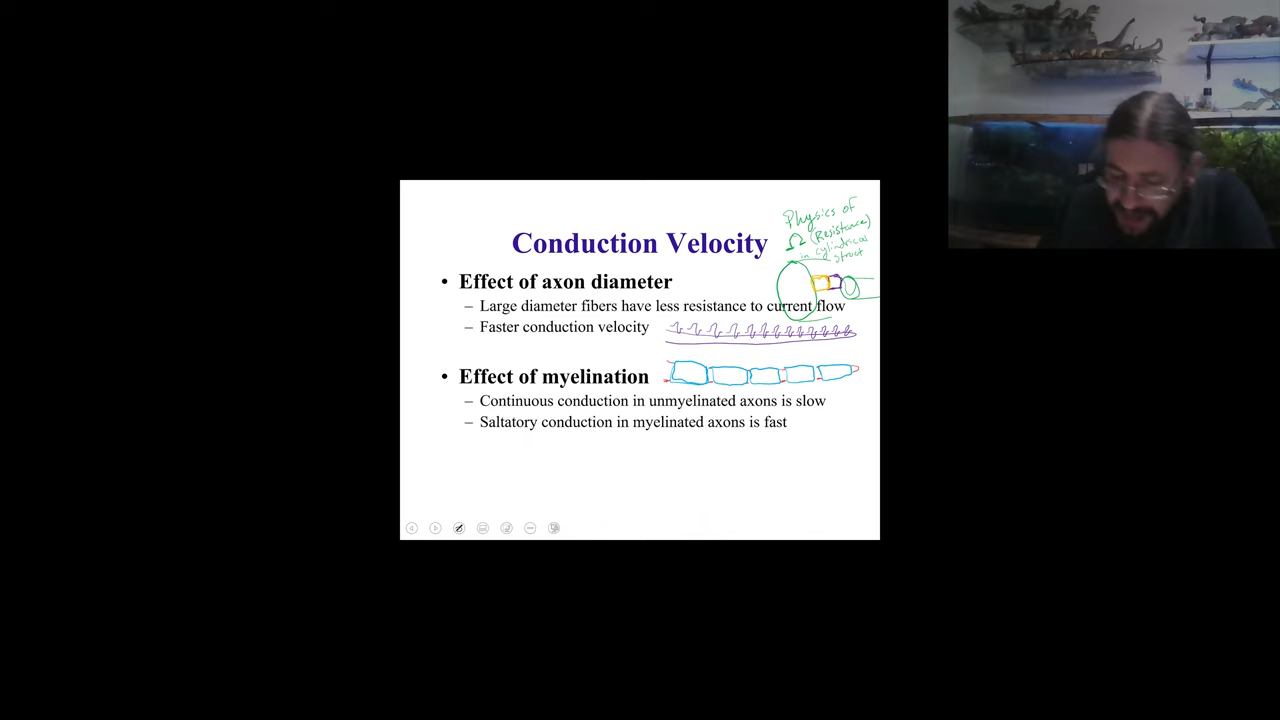 Physics of
Ω (Resistance)
in cylindrical
struct
Conduction Velocity
• Effect of axon diameter
– Large diameter fibers have less resistance to current flow
– Faster conduction velocity
• Effect of myelination
– Continuous conduction in unmyelinated axons is slow
– Saltatory conduction in myelinated axons is fast